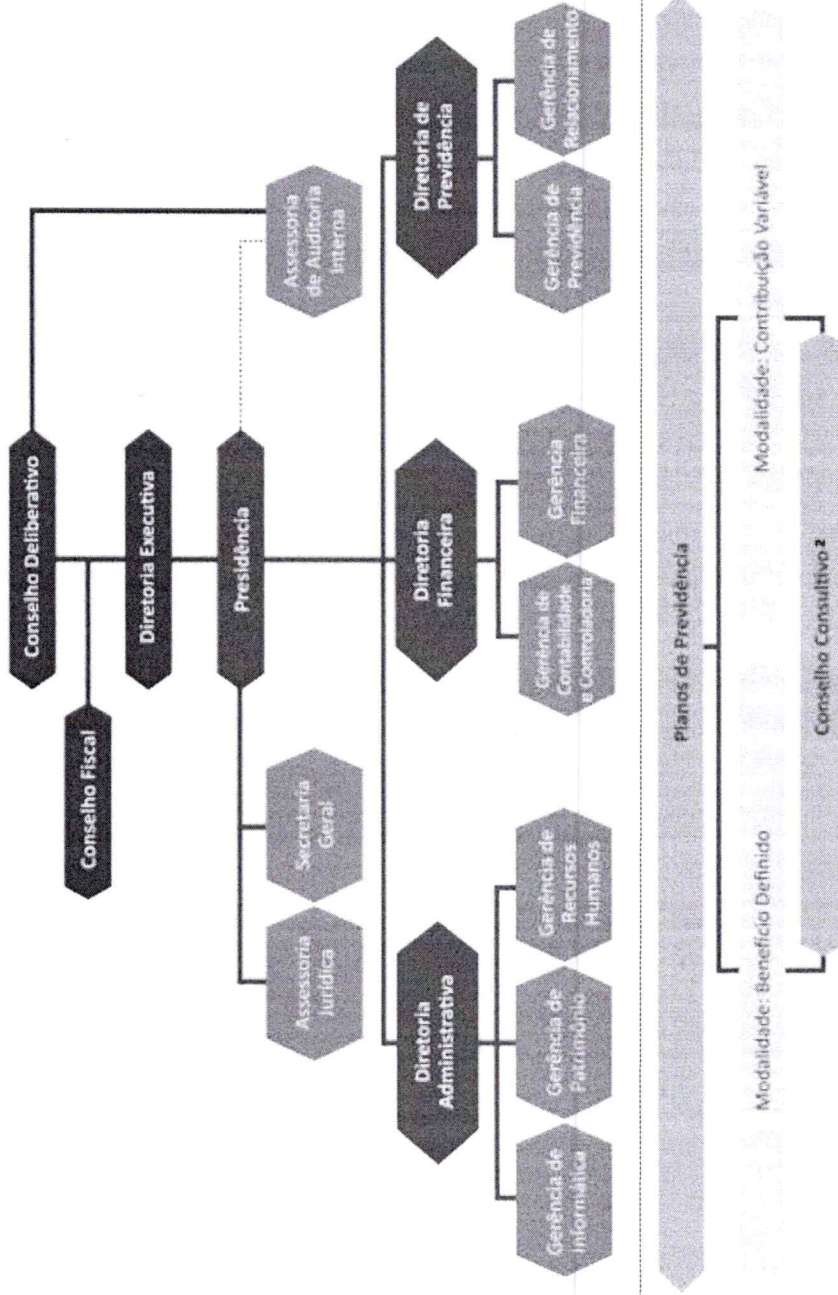 Conselho Deliberativo
Conselho Fiscal
Diretoria Executiva
Presidência
Assessoria
Jurídica
Secretaria
Geral
Assessoria
de Auditoria
Interna
Diretoria
Administrativa
Diretoria
Financeira
Diretoria de
Previdência
Gerência de
Informática
Gerência de
Patrimônio
Gerência de
Recursos
Humanos
Gerência de
Contabilidade
e Controladoria
Gerência
Financeira
Gerência de
Previdência
Gerência de
Relacionamento
Planos de Previdência
Modalidade: Benefício Definido
Modalidade: Contribuição Variável
Conselho Consultivo²